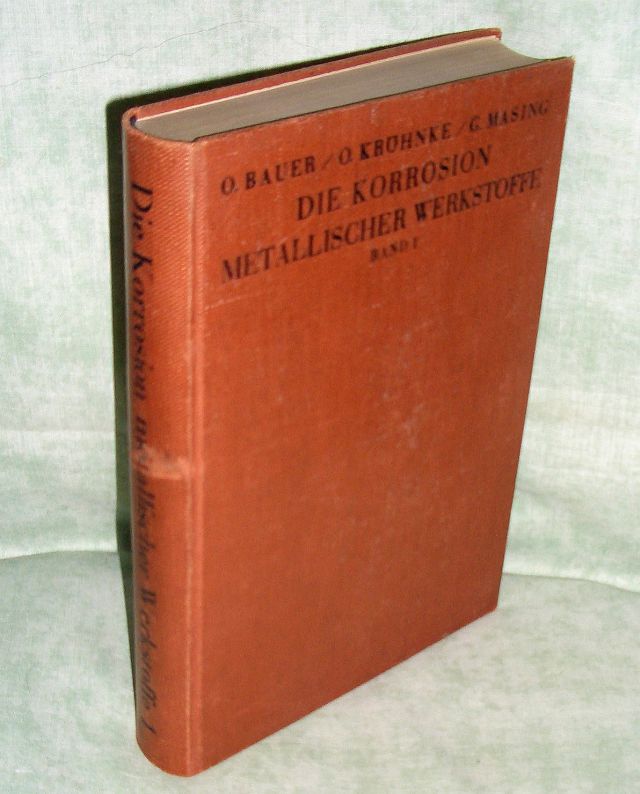 O. BAUER / O. KRÖHNKE / G. MASING
DIE KORROSION
METALLISCHER WERKSTOFFE
BAND I
Die Korrosion metallischer Werkstoffe I